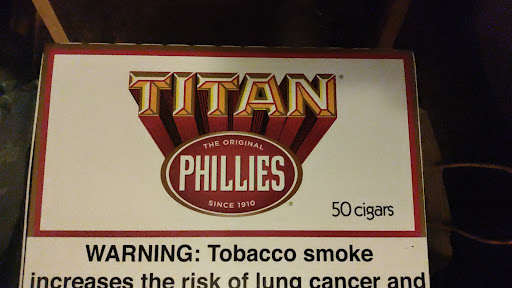 TITAN®
THE ORIGINAL
PHILLIES
SINCE 1910 ®
50 cigars
WARNING: Tobacco smoke
increases the risk of lung cancer and